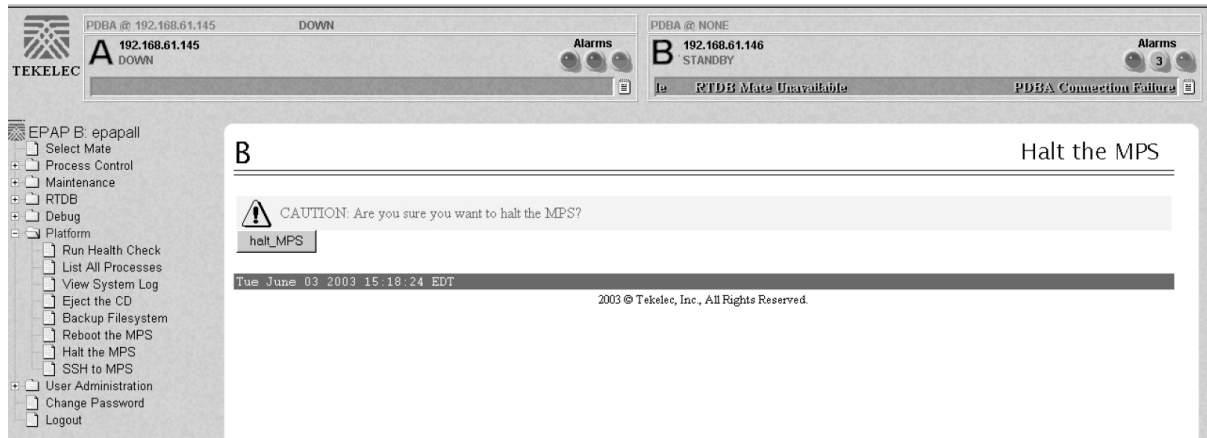 TEKELEC
PDBA @ 192.168.61.145 DOWN
A 192.168.61.145
DOWN
Alarms
PDBA @ NONE
B 192.168.61.146
STANDBY
Alarms
3
le RTDB Mate Unavailable PDBA Connection Failure
EPAP B: epapall
Select Mate
Process Control
Maintenance
RTDB
Debug
Platform
Run Health Check
List All Processes
View System Log
Eject the CD
Backup Filesystem
Reboot the MPS
Halt the MPS
SSH to MPS
User Administration
Change Password
Logout
B Halt the MPS
CAUTION: Are you sure you want to halt the MPS?
halt_MPS
Tue June 03 2003 15:18:24 EDT
2003 © Tekelec, Inc., All Rights Reserved.